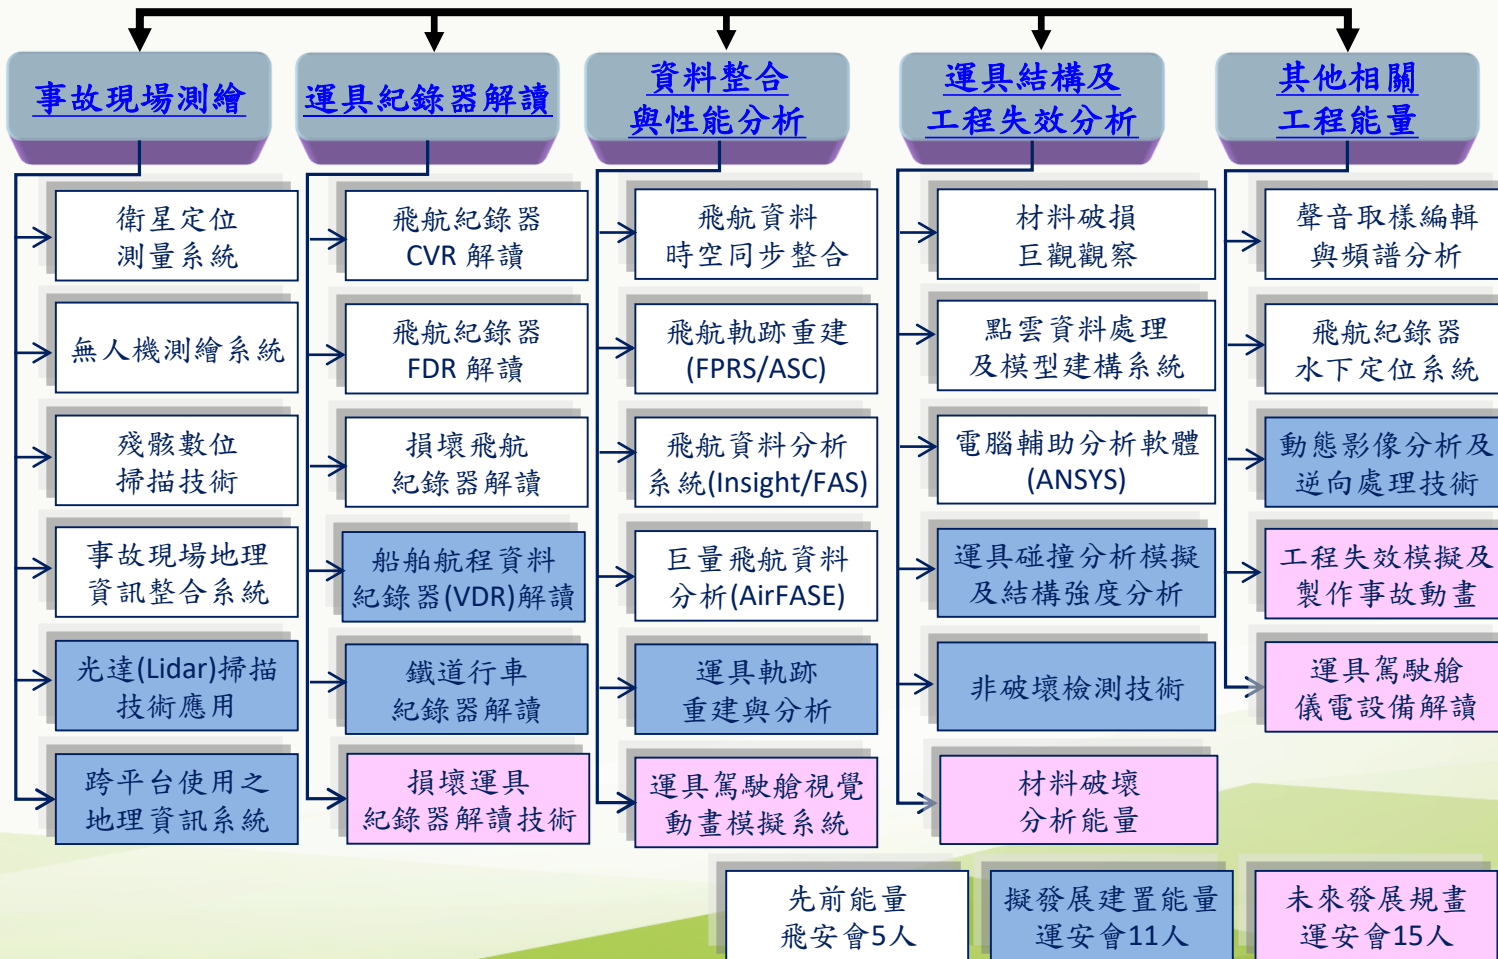 事故現場測繪
衛星定位
測量系統
無人機測繪系統
殘骸數位
掃描技術
事故現場地理
資訊整合系統
光達(Lidar)掃描
技術應用
跨平台使用之
地理資訊系統
運具紀錄器解讀
飛航紀錄器
CVR 解讀
飛航紀錄器
FDR 解讀
損壞飛航
紀錄器解讀
船舶航程資料
紀錄器(VDR)解讀
鐵道行車
紀錄器解讀
損壞運具
紀錄器解讀技術
資料整合
與性能分析
飛航資料
時空同步整合
飛航軌跡重建
(FPRS/ASC)
飛航資料分析
系統(Insight/FAS)
巨量飛航資料
分析(AirFASE)
運具軌跡
重建與分析
運具駕駛艙視覺
動畫模擬系統
運具結構及
工程失效分析
材料破損
巨觀觀察
點雲資料處理
及模型建構系統
電腦輔助分析軟體
(ANSYS)
運具碰撞分析模擬
及結構強度分析
非破壞檢測技術
材料破壞
分析能量
其他相關
工程能量
聲音取樣編輯
與頻譜分析
飛航紀錄器
水下定位系統
動態影像分析及
逆向處理技術
工程失效模擬及
製作事故動畫
運具駕駛艙
儀電設備解讀
先前能量
飛安會5人
擬發展建置能量
運安會11人
未來發展規畫
運安會15人